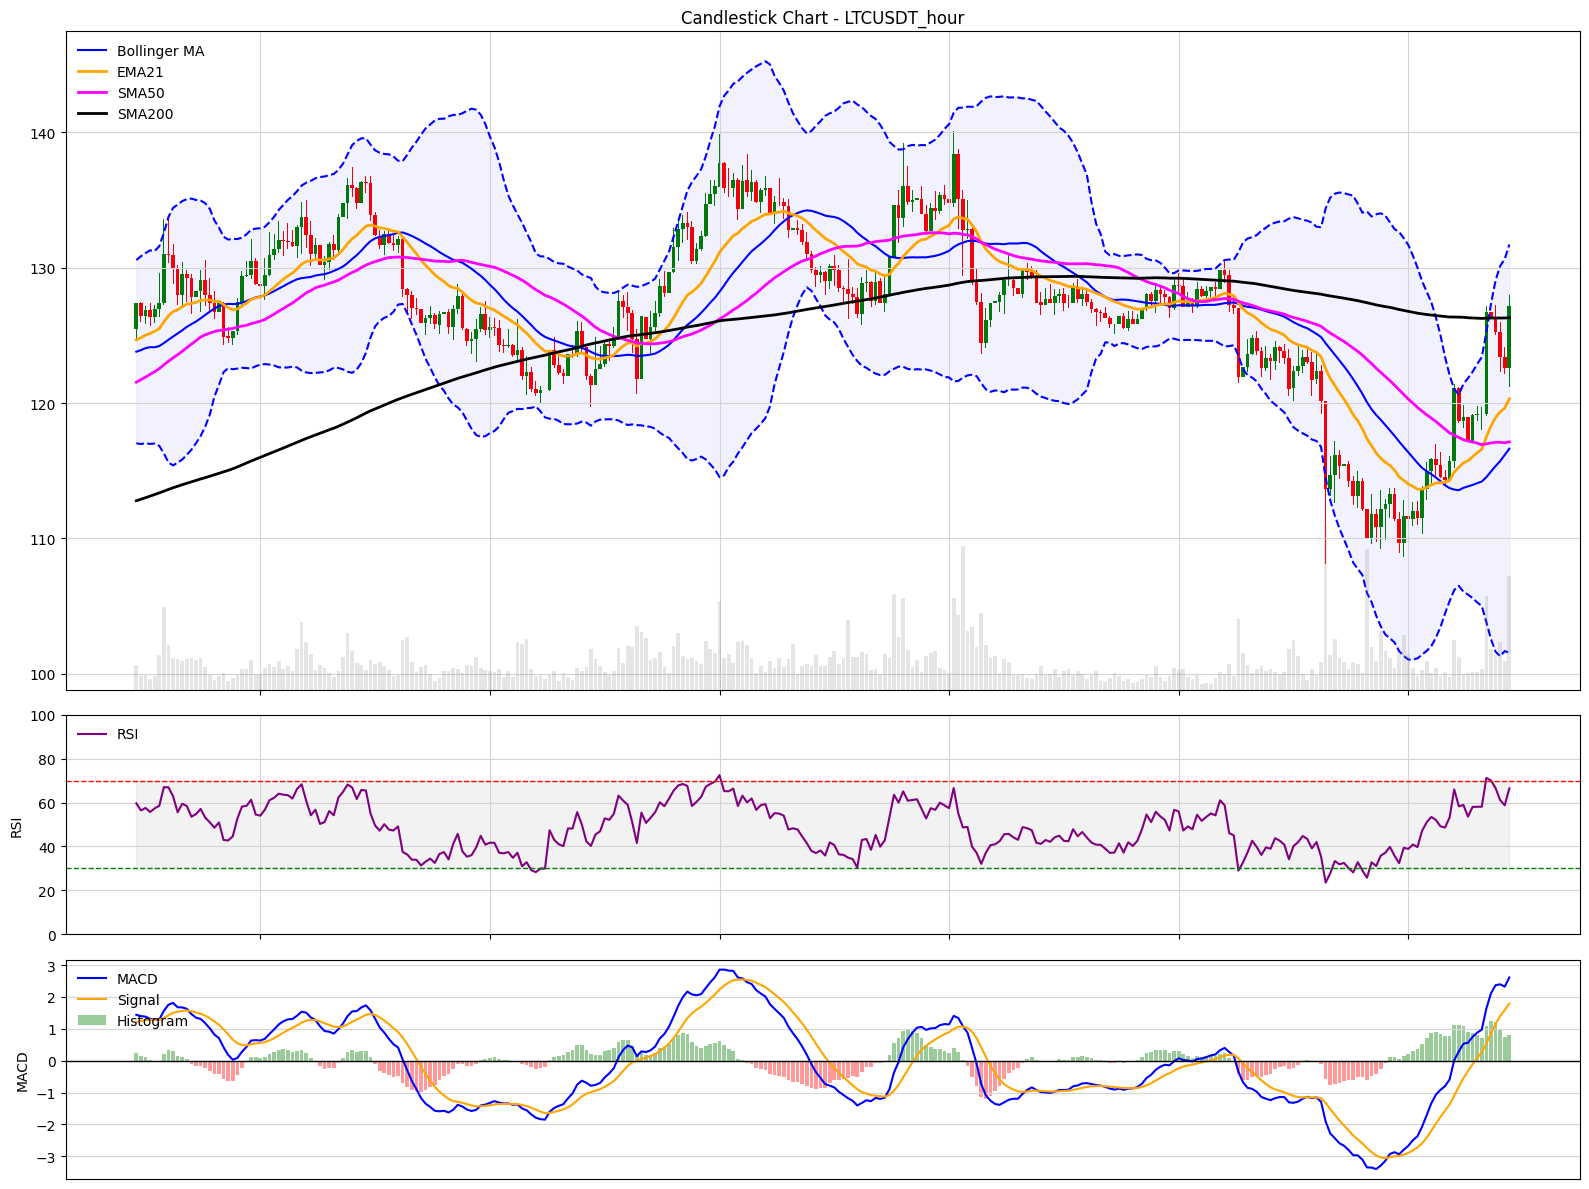 Candlestick Chart - LTCUSDT_hour
Bollinger MA
EMA21
SMA50
SMA200
140
130
120
110
100
RSI
100
80
60
40
20
0
RSI
MACD
Signal
Histogram
3
2
1
0
−1
−2
−3
MACD